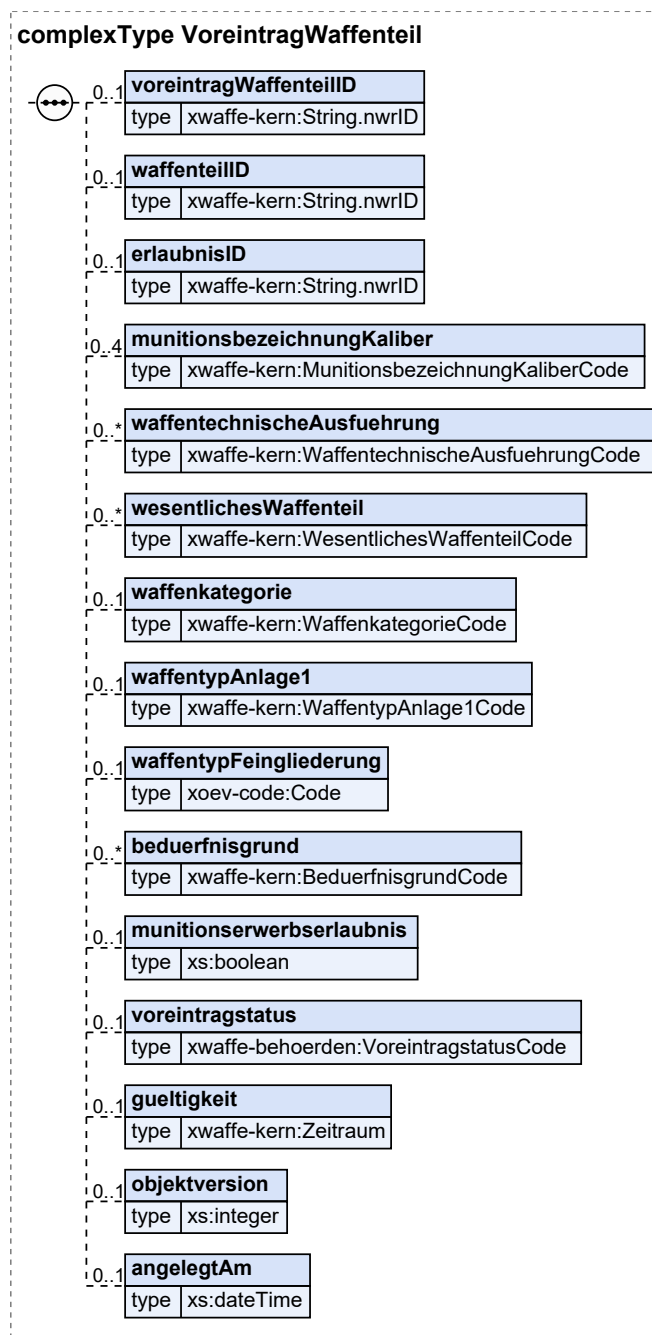 complexType VoreintragWaffenteil
0..1 voreintragWaffenteilID
type xwaffe-kern:String.nwrID
0..1 waffenteilID
type xwaffe-kern:String.nwrID
0..1 erlaubnisID
type xwaffe-kern:String.nwrID
0..4 munitionsbezeichnungKaliber
type xwaffe-kern:MunitionsbezeichnungKaliberCode
0..* waffentechnischeAusfuehrung
type xwaffe-kern:WaffentechnischeAusfuehrungCode
0..* wesentlichesWaffenteil
type xwaffe-kern:WesentlichesWaffenteilCode
0..1 waffenkategorie
type xwaffe-kern:WaffenkategorieCode
0..1 waffentypAnlage1
type xwaffe-kern:WaffentypAnlage1Code
0..1 waffentypFeingliederung
type xoev-code:Code
0..* beduerfnisgrund
type xwaffe-kern:BeduerfnisgrundCode
0..1 munitionserwerbserlaubnis
type xs:boolean
0..1 voreintragstatus
type xwaffe-behoerden:VoreintragstatusCode
0..1 gueltigkeit
type xwaffe-kern:Zeitraum
0..1 objektversion
type xs:integer
0..1 angelegtAm
type xs:dateTime